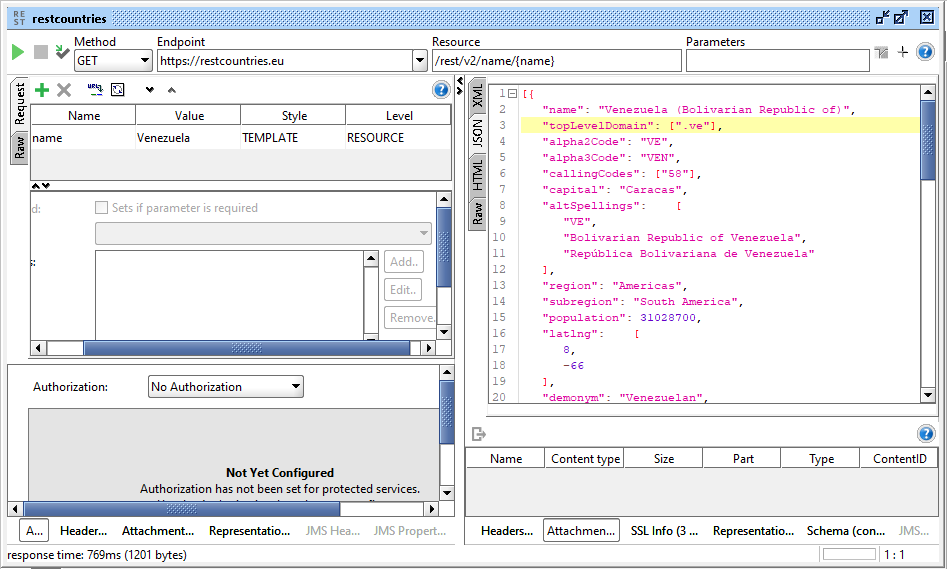 RE ST restcountries
Method Endpoint Resource Parameters
GET https://restcountries.eu /rest/v2/name/{name}
Request
Raw
Name Value Style Level
name Venezuela TEMPLATE RESOURCE
d: Sets if parameter is required
s:
Add..
Edit..
Remove.
Authorization: No Authorization
Not Yet Configured
Authorization has not been set for protected services.
A... Header... Attachment... Representatio... JMS Hea... JMS Propert...
XML
JSON
HTML
Raw
1 [{
2 "name": "Venezuela (Bolivarian Republic of)",
3 "topLevelDomain": [".ve"],
4 "alpha2Code": "VE",
5 "alpha3Code": "VEN",
6 "callingCodes": ["58"],
7 "capital": "Caracas",
8 "altSpellings": [
9 "VE",
10 "Bolivarian Republic of Venezuela",
11 "República Bolivariana de Venezuela"
12 ],
13 "region": "Americas",
14 "subregion": "South America",
15 "population": 31028700,
16 "latlng": [
17 8,
18 -66
19 ],
20 "demonym": "Venezuelan",
Name Content type Size Part Type ContentID
Headers... Attachmen... SSL Info (3 ... Representatio... Schema (con... JMS...
response time: 769ms (1201 bytes) 1 : 1